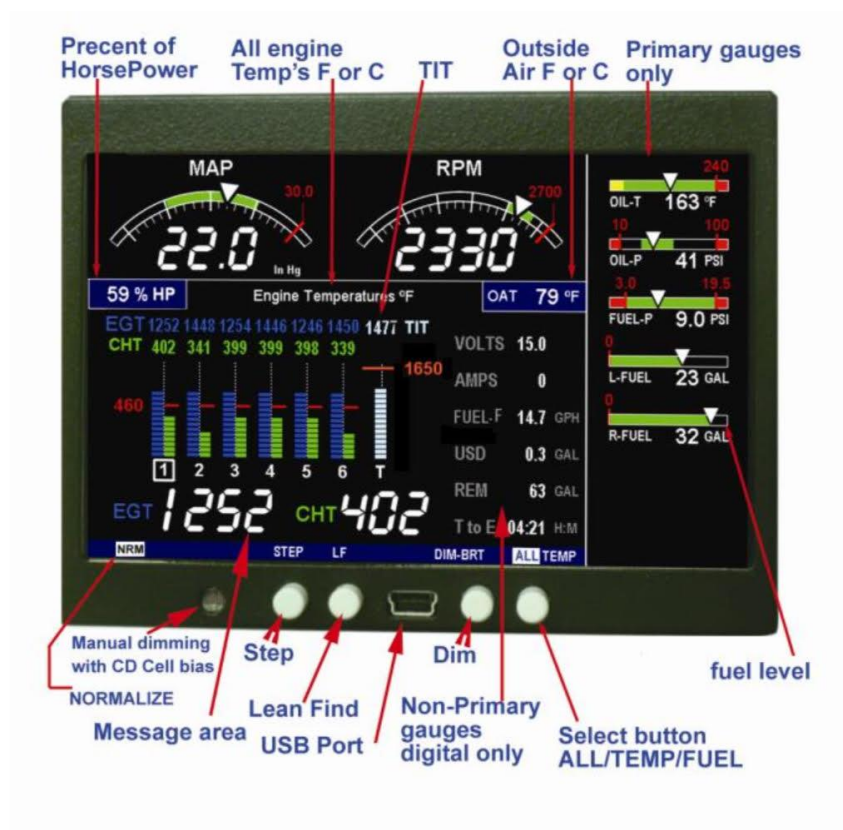 Precent of
HorsePower
All engine
Temp's F or C
TIT
Outside
Air F or C
Primary gauges
only
MAP
30.0
22.0
In Hg
RPM
2700
2330
240
OIL-T 163 °F
10 100
OIL-P 41 PSI
3.0 19.5
FUEL-P 9.0 PSI
0
L-FUEL 23 GAL
0
R-FUEL 32 GAL
59 % HP
Engine Temperatures ºF
OAT 79 ºF
EGT 1252 1448 1254 1446 1246 1450 1477 TIT
CHT 402 341 399 399 398 339
1650
460
1 2 3 4 5 6 T
VOLTS 15.0
AMPS 0
FUEL-F 14.7 GPH
USD 0.3 GAL
REM 63 GAL
T to E 04:21 H:M
EGT 1252 CHT 402
NRM STEP LF DIM-BRT ALL TEMP
Manual dimming
with CD Cell bias
NORMALIZE
Message area
Step
Lean Find
USB Port
Dim
Non-Primary
gauges
digital only
Select button
ALL/TEMP/FUEL
fuel level